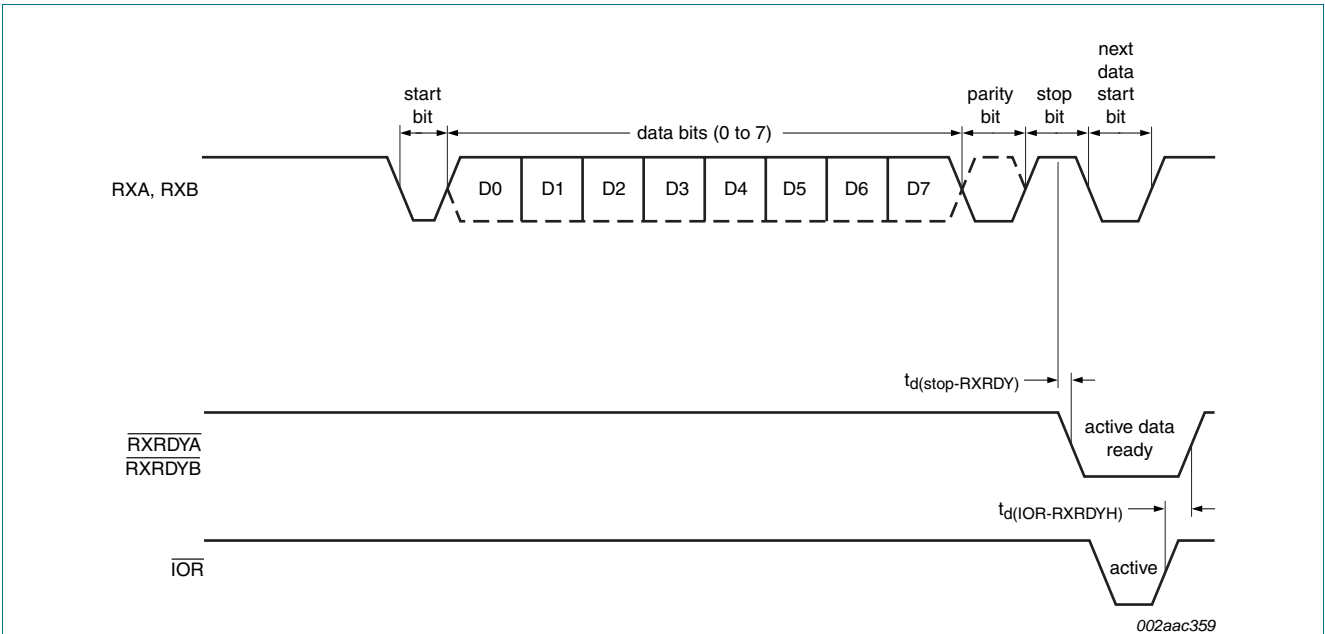 start
bit
data bits (0 to 7)
parity
bit
stop
bit
next
data
start
bit
RXA, RXB
D0
D1
D2
D3
D4
D5
D6
D7
td(stop-RXRDY)
RXRDYA
RXRDYB
active data
ready
td(IOR-RXRDYH)
IOR
active
002aac359